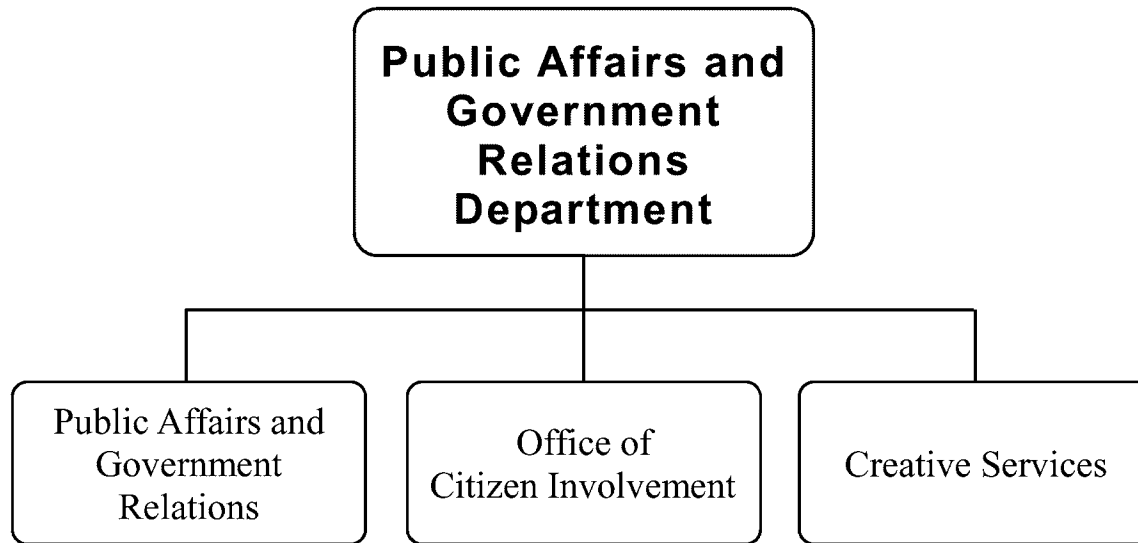 Public Affairs and
Government
Relations
Department
Public Affairs and
Government
Relations
Office of
Citizen Involvement
Creative Services